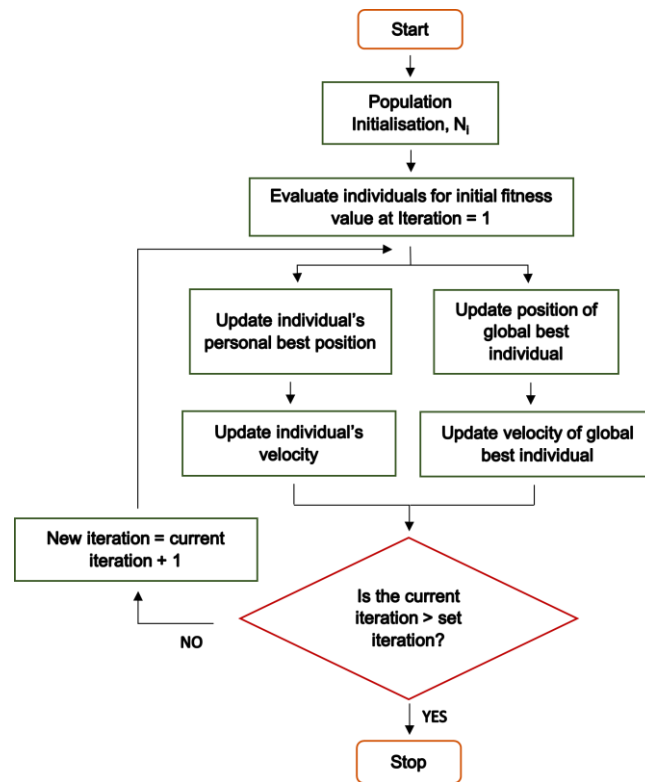 Start
Population
Initialisation, Nᵢ
Evaluate individuals for initial fitness
value at Iteration = 1
Update individual's
personal best position
Update position of
global best
individual
Update individual's
velocity
Update velocity of global
best individual
New iteration = current
iteration + 1
Is the current
iteration > set
iteration?
NO
YES
Stop